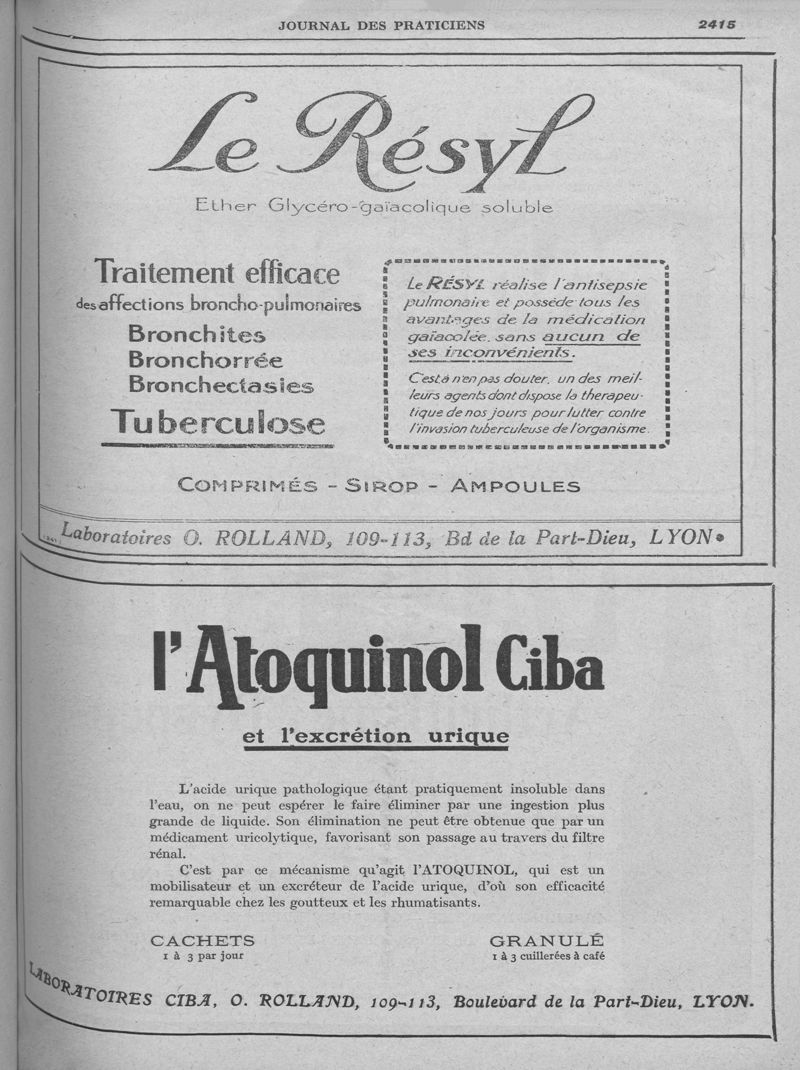 JOURNAL DES PRATICIENS 2415
Le Résyl
Ether Glycéro-gaïacolique soluble
Traitement efficace
des affections broncho-pulmonaires
Bronchites
Bronchorrée
Bronchectasies
Tuberculose
Le RÉSYL réalise l'antisepsie
pulmonaire et possède tous les
avantages de la médication
gaïacolée, sans aucun de
ses inconvénients.
C'est à n'en pas douter, un des meil-
leurs agents dont dispose la thérapeu-
tique de nos jours pour lutter contre
l'invasion tuberculeuse de l'organisme.
COMPRIMÉS - SIROP - AMPOULES
Laboratoires O. ROLLAND, 109-113, Bd de la Part-Dieu, LYON
l'Atoquinol Ciba
et l'excrétion urique
L'acide urique pathologique étant pratiquement insoluble dans
l'eau, on ne peut espérer le faire éliminer par une ingestion plus
grande de liquide. Son élimination ne peut être obtenue que par un
médicament uricolytique, favorisant son passage au travers du filtre
rénal.
C'est par ce mécanisme qu'agit l'ATOQUINOL, qui est un
mobilisateur et un excréteur de l'acide urique, d'où son efficacité
remarquable chez les goutteux et les rhumatisants.
CACHETS
1 à 3 par jour
GRANULÉ
1 à 3 cuillerées à café
LABORATOIRES CIBA, O. ROLLAND, 109-113, Boulevard de la Part-Dieu, LYON.